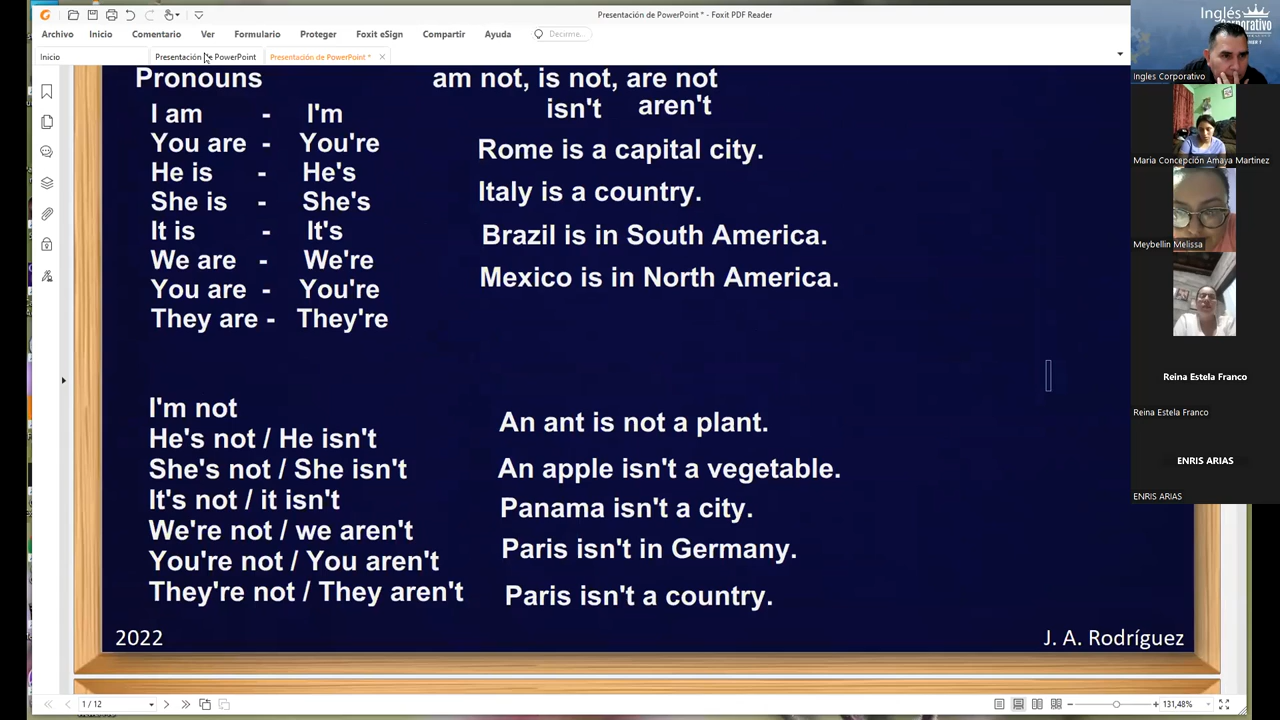 Presentación de PowerPoint * - Foxit PDF Reader
Archivo Inicio Comentario Ver Formulario Proteger Foxit eSign Compartir Ayuda Decirme...
Inicio Presentación de PowerPoint Presentación de PowerPoint *
Pronouns
I am - I'm
You are - You're
He is - He's
She is - She's
It is - It's
We are - We're
You are - You're
They are - They're
am not, is not, are not
isn't aren't
Rome is a capital city.
Italy is a country.
Brazil is in South America.
Mexico is in North America.
I'm not
He's not / He isn't
She's not / She isn't
It's not / it isn't
We're not / we aren't
You're not / You aren't
They're not / They aren't
An ant is not a plant.
An apple isn't a vegetable.
Panama isn't a city.
Paris isn't in Germany.
Paris isn't a country.
2022
J. A. Rodríguez
1 / 12
131,48%
Inglés
Corporativo
Ingles Corporativo
Maria Concepción Amaya Martinez
Meybellin Melissa
Reina Estela Franco
Reina Estela Franco
ENRIS ARIAS
ENRIS ARIAS